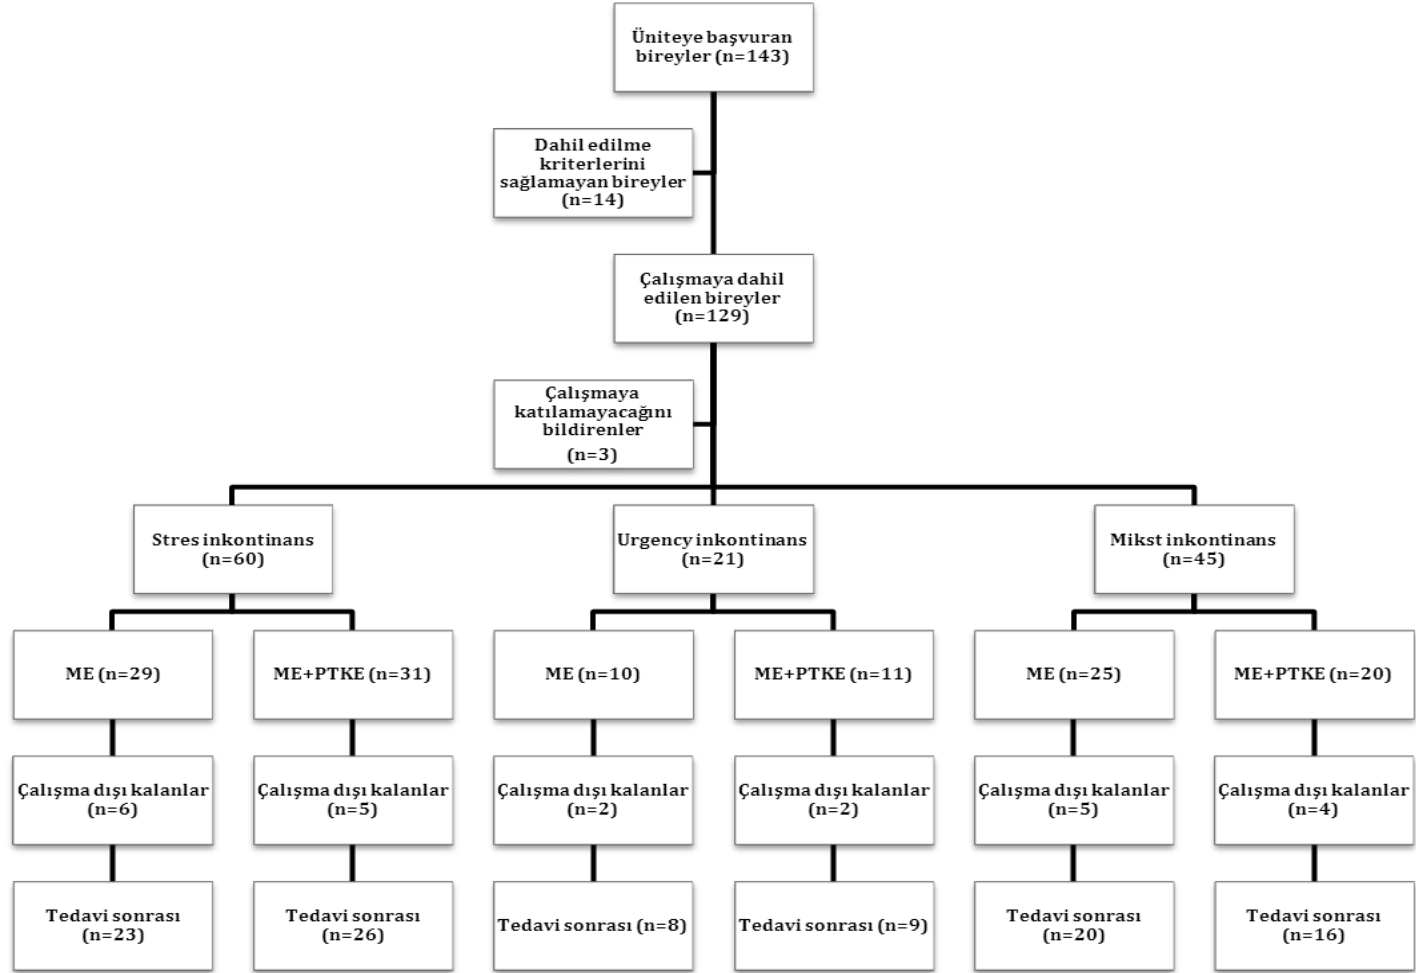 Üniteye başvuran
bireyler (n=143)
Dahil edilme
kriterlerini
sağlamayan bireyler
(n=14)
Çalışmaya dahil
edilen bireyler
(n=129)
Çalışmaya
katılamayacağını
bildirenler
(n=3)
Stres inkontinans
(n=60)
Urgency inkontinans
(n=21)
Mikst inkontinans
(n=45)
ME (n=29)
ME+PTKE (n=31)
ME (n=10)
ME+PTKE (n=11)
ME (n=25)
ME+PTKE (n=20)
Çalışma dışı kalanlar
(n=6)
Çalışma dışı kalanlar
(n=5)
Çalışma dışı kalanlar
(n=2)
Çalışma dışı kalanlar
(n=2)
Çalışma dışı kalanlar
(n=5)
Çalışma dışı kalanlar
(n=4)
Tedavi sonrası
(n=23)
Tedavi sonrası
(n=26)
Tedavi sonrası (n=8)
Tedavi sonrası (n=9)
Tedavi sonrası
(n=20)
Tedavi sonrası
(n=16)